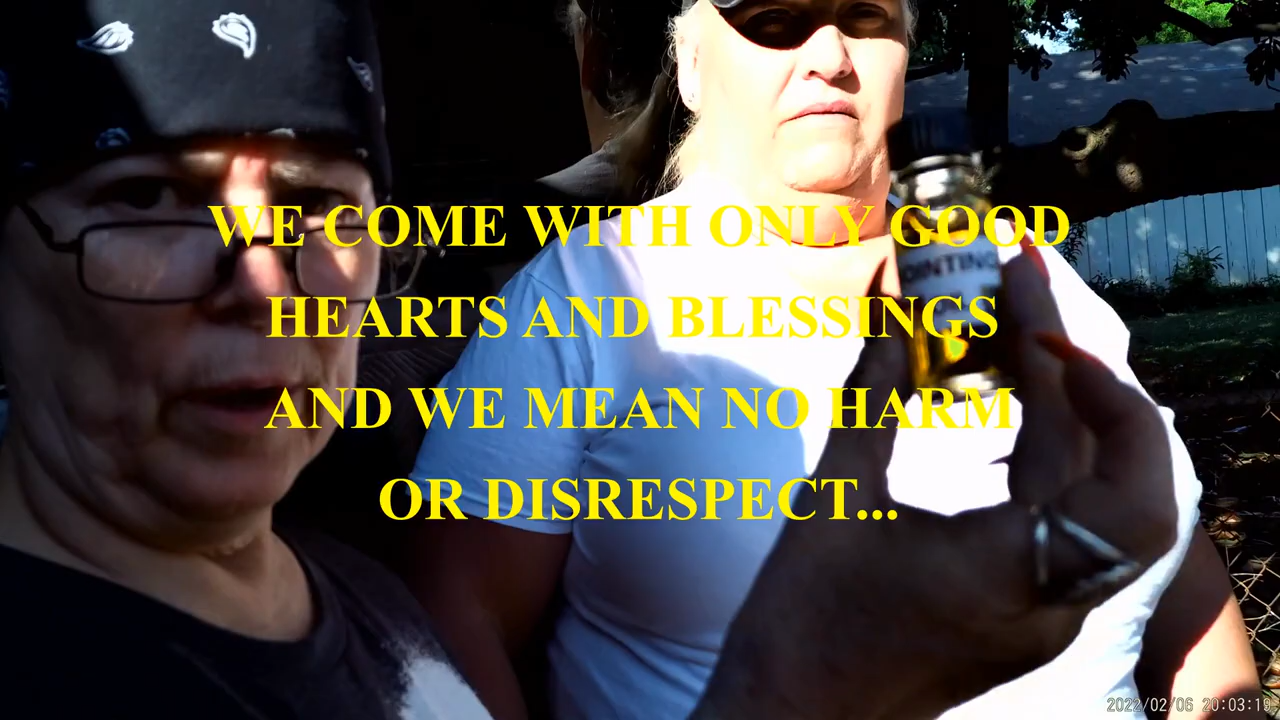 WE COME WITH ONLY GOOD
HEARTS AND BLESSINGS
AND WE MEAN NO HARM
OR DISRESPECT...
2022/02/06 20:03:19